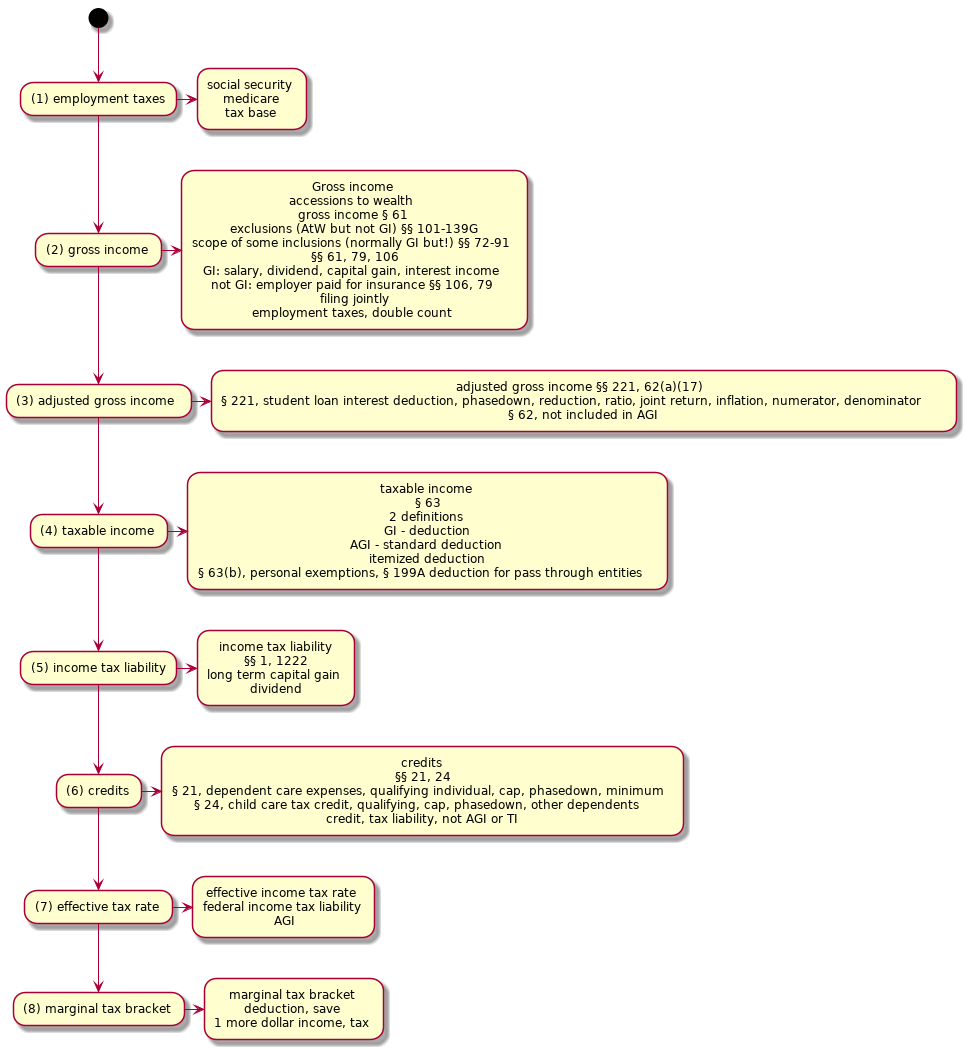 (1) employment taxes
social security
medicare
tax base
(2) gross income
Gross income
accessions to wealth
gross income § 61
exclusions (AtW but not GI) §§ 101-139G
scope of some inclusions (normally GI but!) §§ 72-91
§§ 61, 79, 106
GI: salary, dividend, capital gain, interest income
not GI: employer paid for insurance §§ 106, 79
filing jointly
employment taxes, double count
(3) adjusted gross income
adjusted gross income §§ 221, 62(a)(17)
§ 221, student loan interest deduction, phasedown, reduction, ratio, joint return, inflation, numerator, denominator
§ 62, not included in AGI
(4) taxable income
taxable income
§ 63
2 definitions
GI - deduction
AGI - standard deduction
itemized deduction
§ 63(b), personal exemptions, § 199A deduction for pass through entities
(5) income tax liability
income tax liability
§§ 1, 1222
long term capital gain
dividend
(6) credits
credits
§§ 21, 24
§ 21, dependent care expenses, qualifying individual, cap, phasedown, minimum
§ 24, child care tax credit, qualifying, cap, phasedown, other dependents
credit, tax liability, not AGI or TI
(7) effective tax rate
effective income tax rate
federal income tax liability
AGI
(8) marginal tax bracket
marginal tax bracket
deduction, save
1 more dollar income, tax